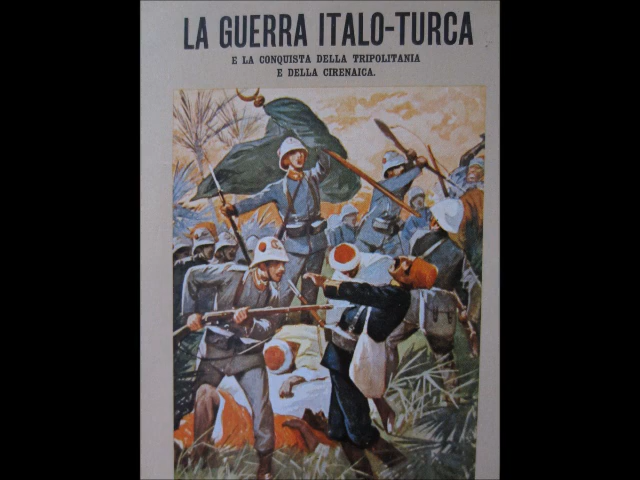 LA GUERRA ITALO-TURCA
E LA CONQUISTA DELLA TRIPOLITANIA
E DELLA CIRENAICA.